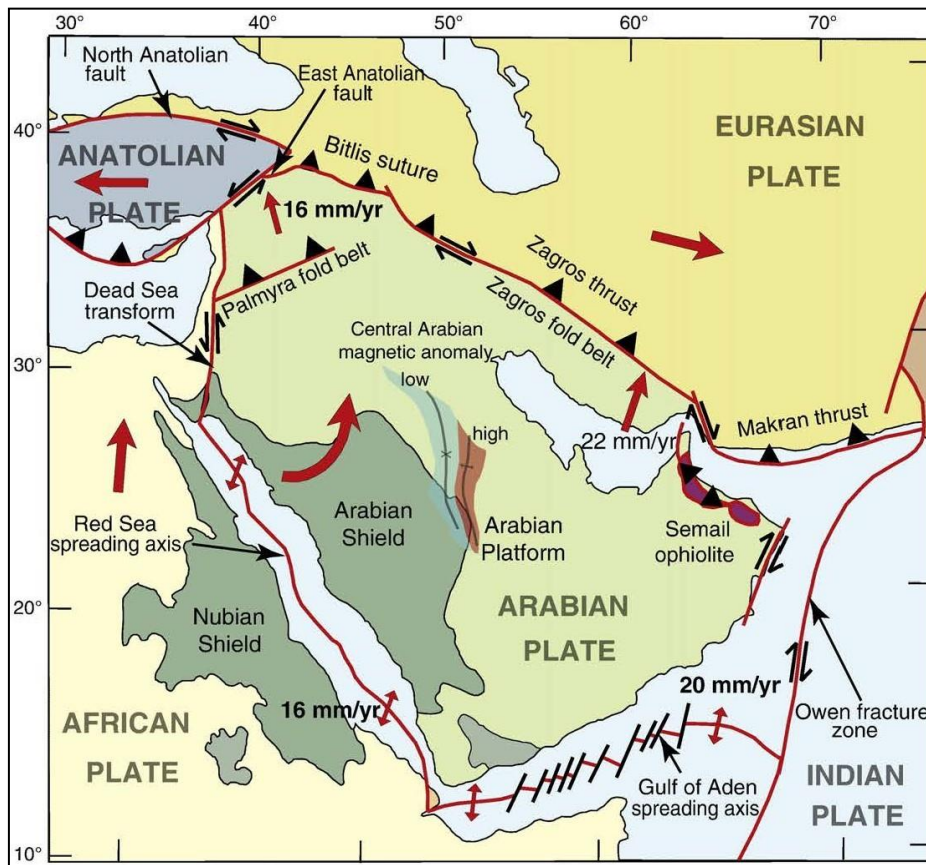 30°
40°
50°
60°
70°
North Anatolian
fault
East Anatolian
fault
40°
ANATOLIAN
PLATE
Bitlis suture
EURASIAN
PLATE
16 mm/yr
Palmyra fold belt
Zagros thrust
Zagros fold belt
Dead Sea
transform
30°
Central Arabian
magnetic anomaly
low
high
22 mm/yr
Makran thrust
Red Sea
spreading axis
Arabian
Shield
Arabian
Platform
Semail
ophiolite
20°
Nubian
Shield
ARABIAN
PLATE
16 mm/yr
20 mm/yr
AFRICAN
PLATE
Owen fracture
zone
Gulf of Aden
spreading axis
INDIAN
PLATE
10°